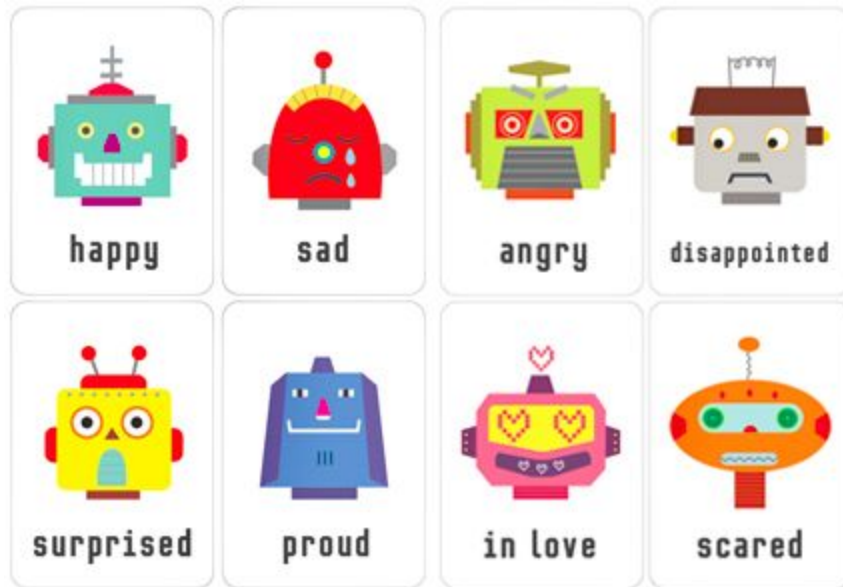 happy
sad
angry
disappointed
surprised
proud
in love
scared